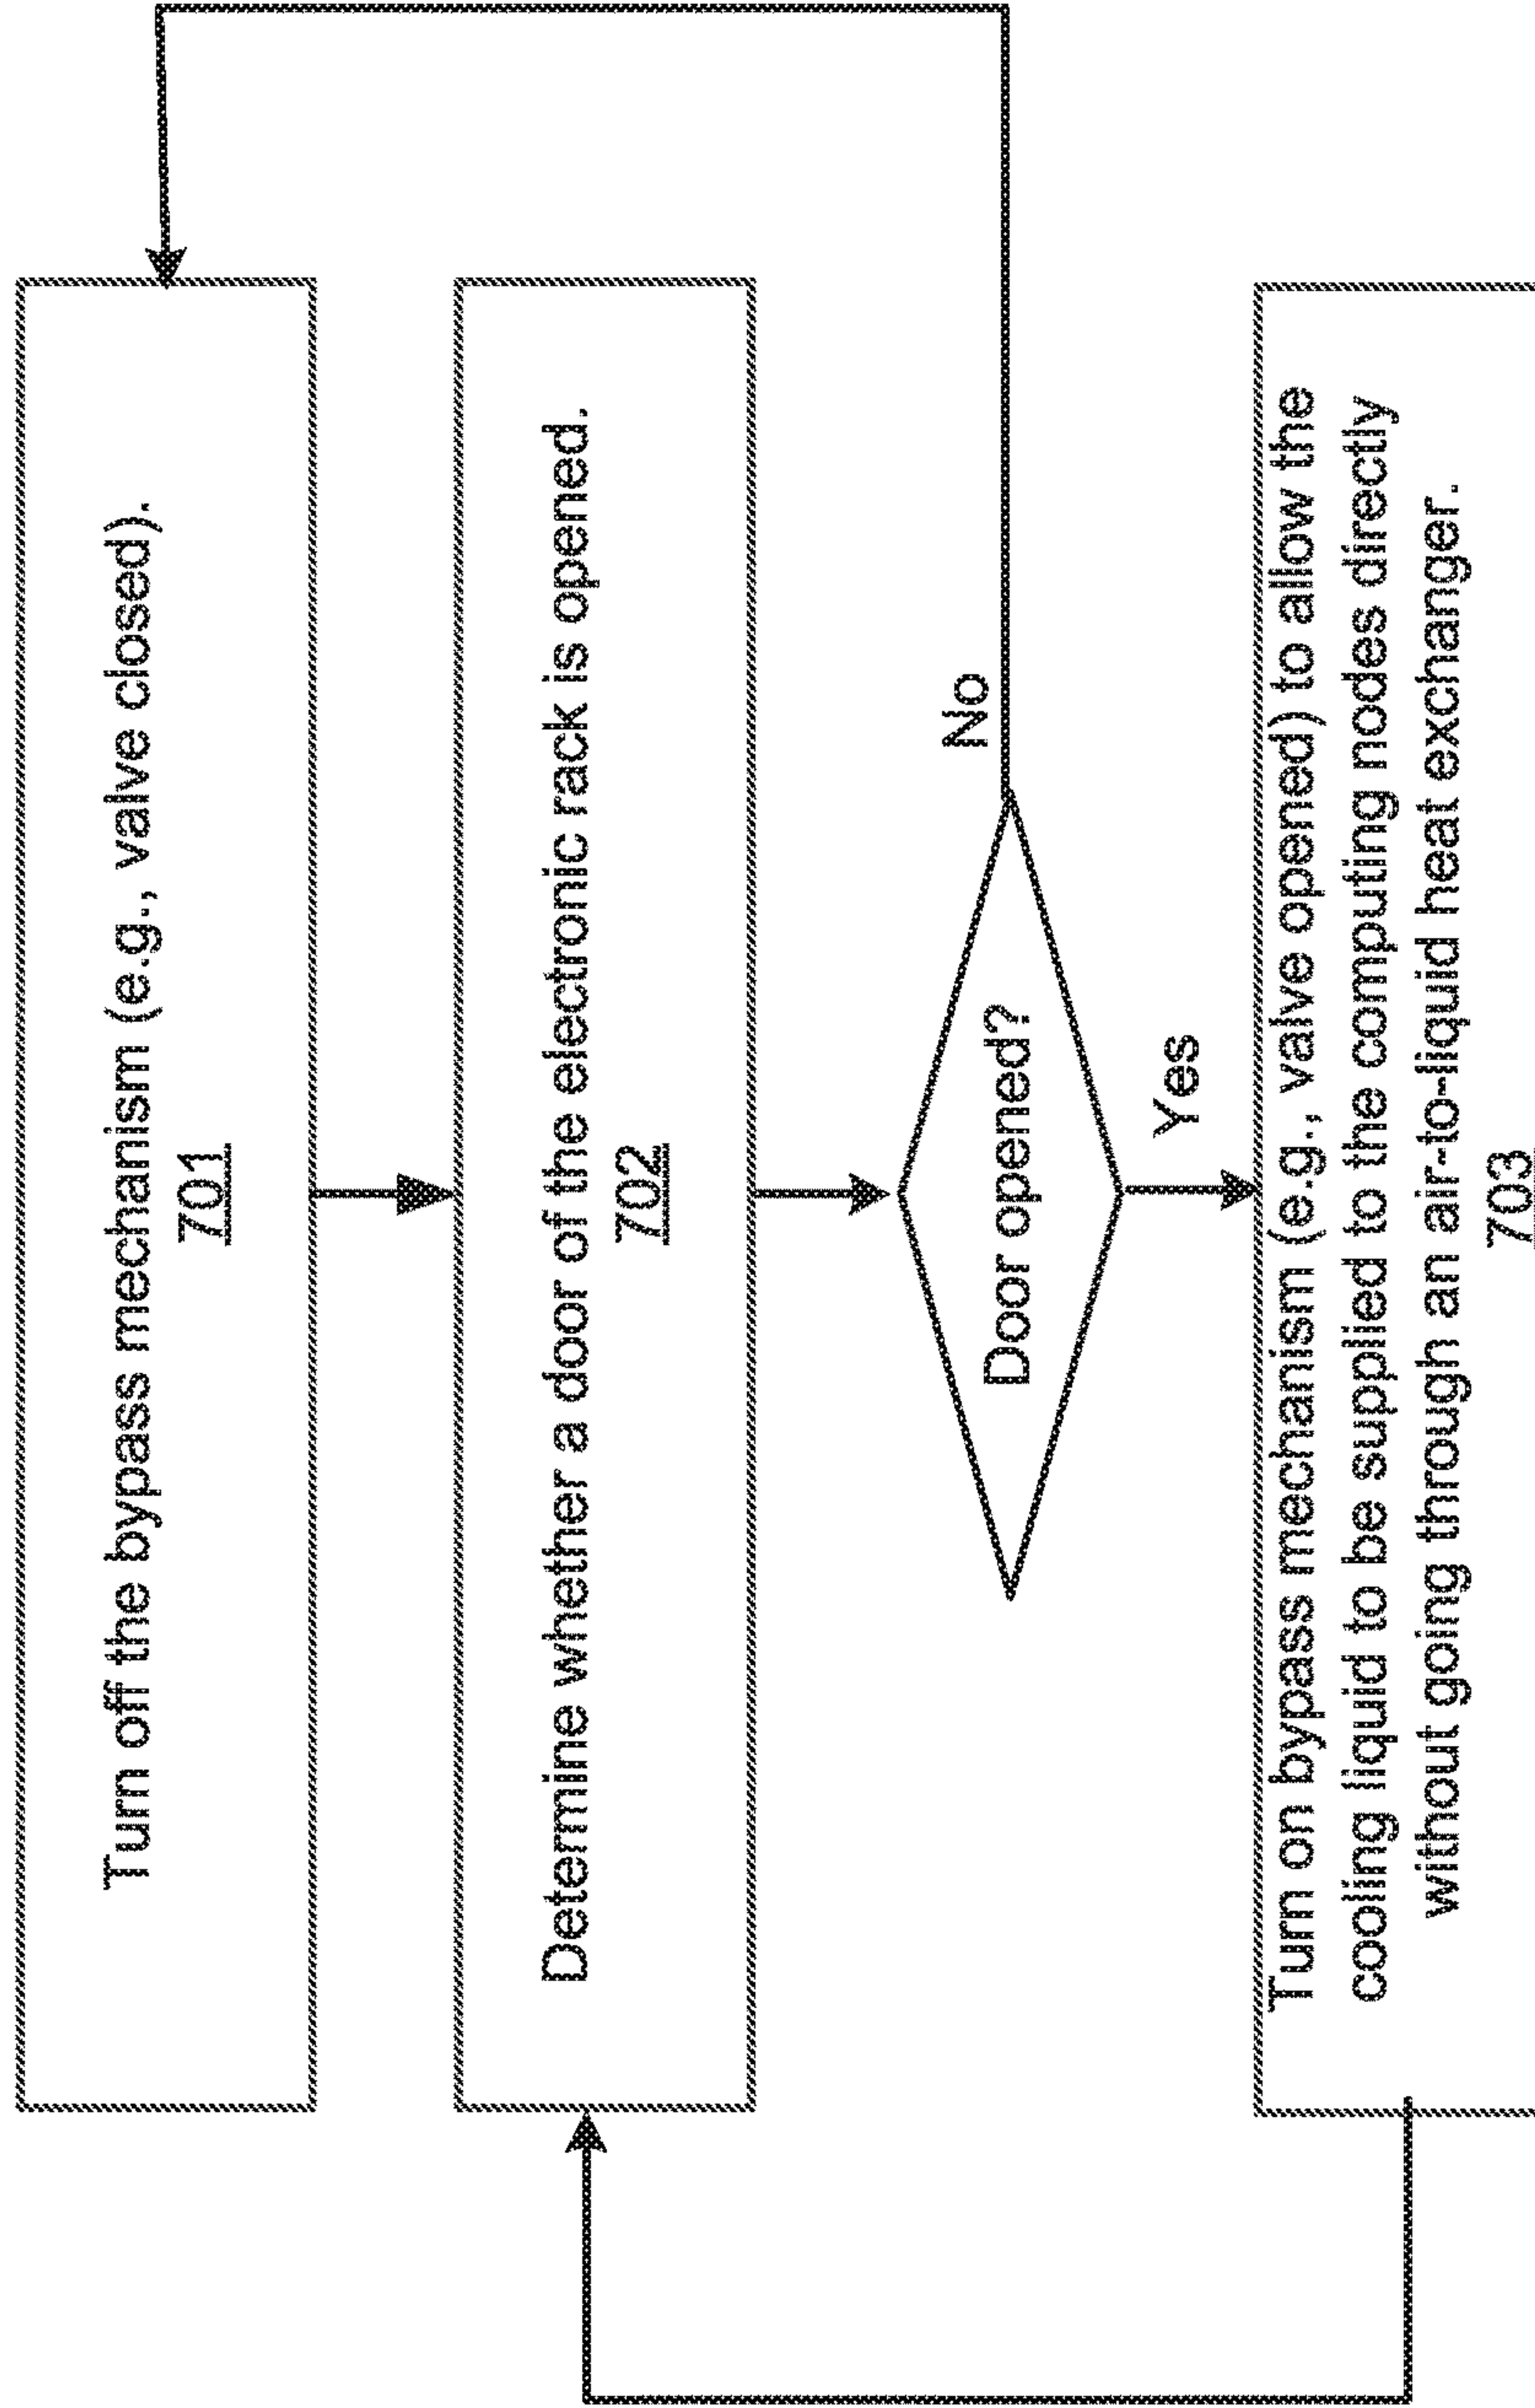 Turn off the bypass mechanism (e.g., valve closed).
701
Determine whether a door of the electronic rack is opened.
702
Door opened?
No
Yes
Turn on bypass mechanism (e.g., valve opened) to allow the
cooling liquid to be supplied to the computing nodes directly
without going through an air-to-liquid heat exchanger.
703